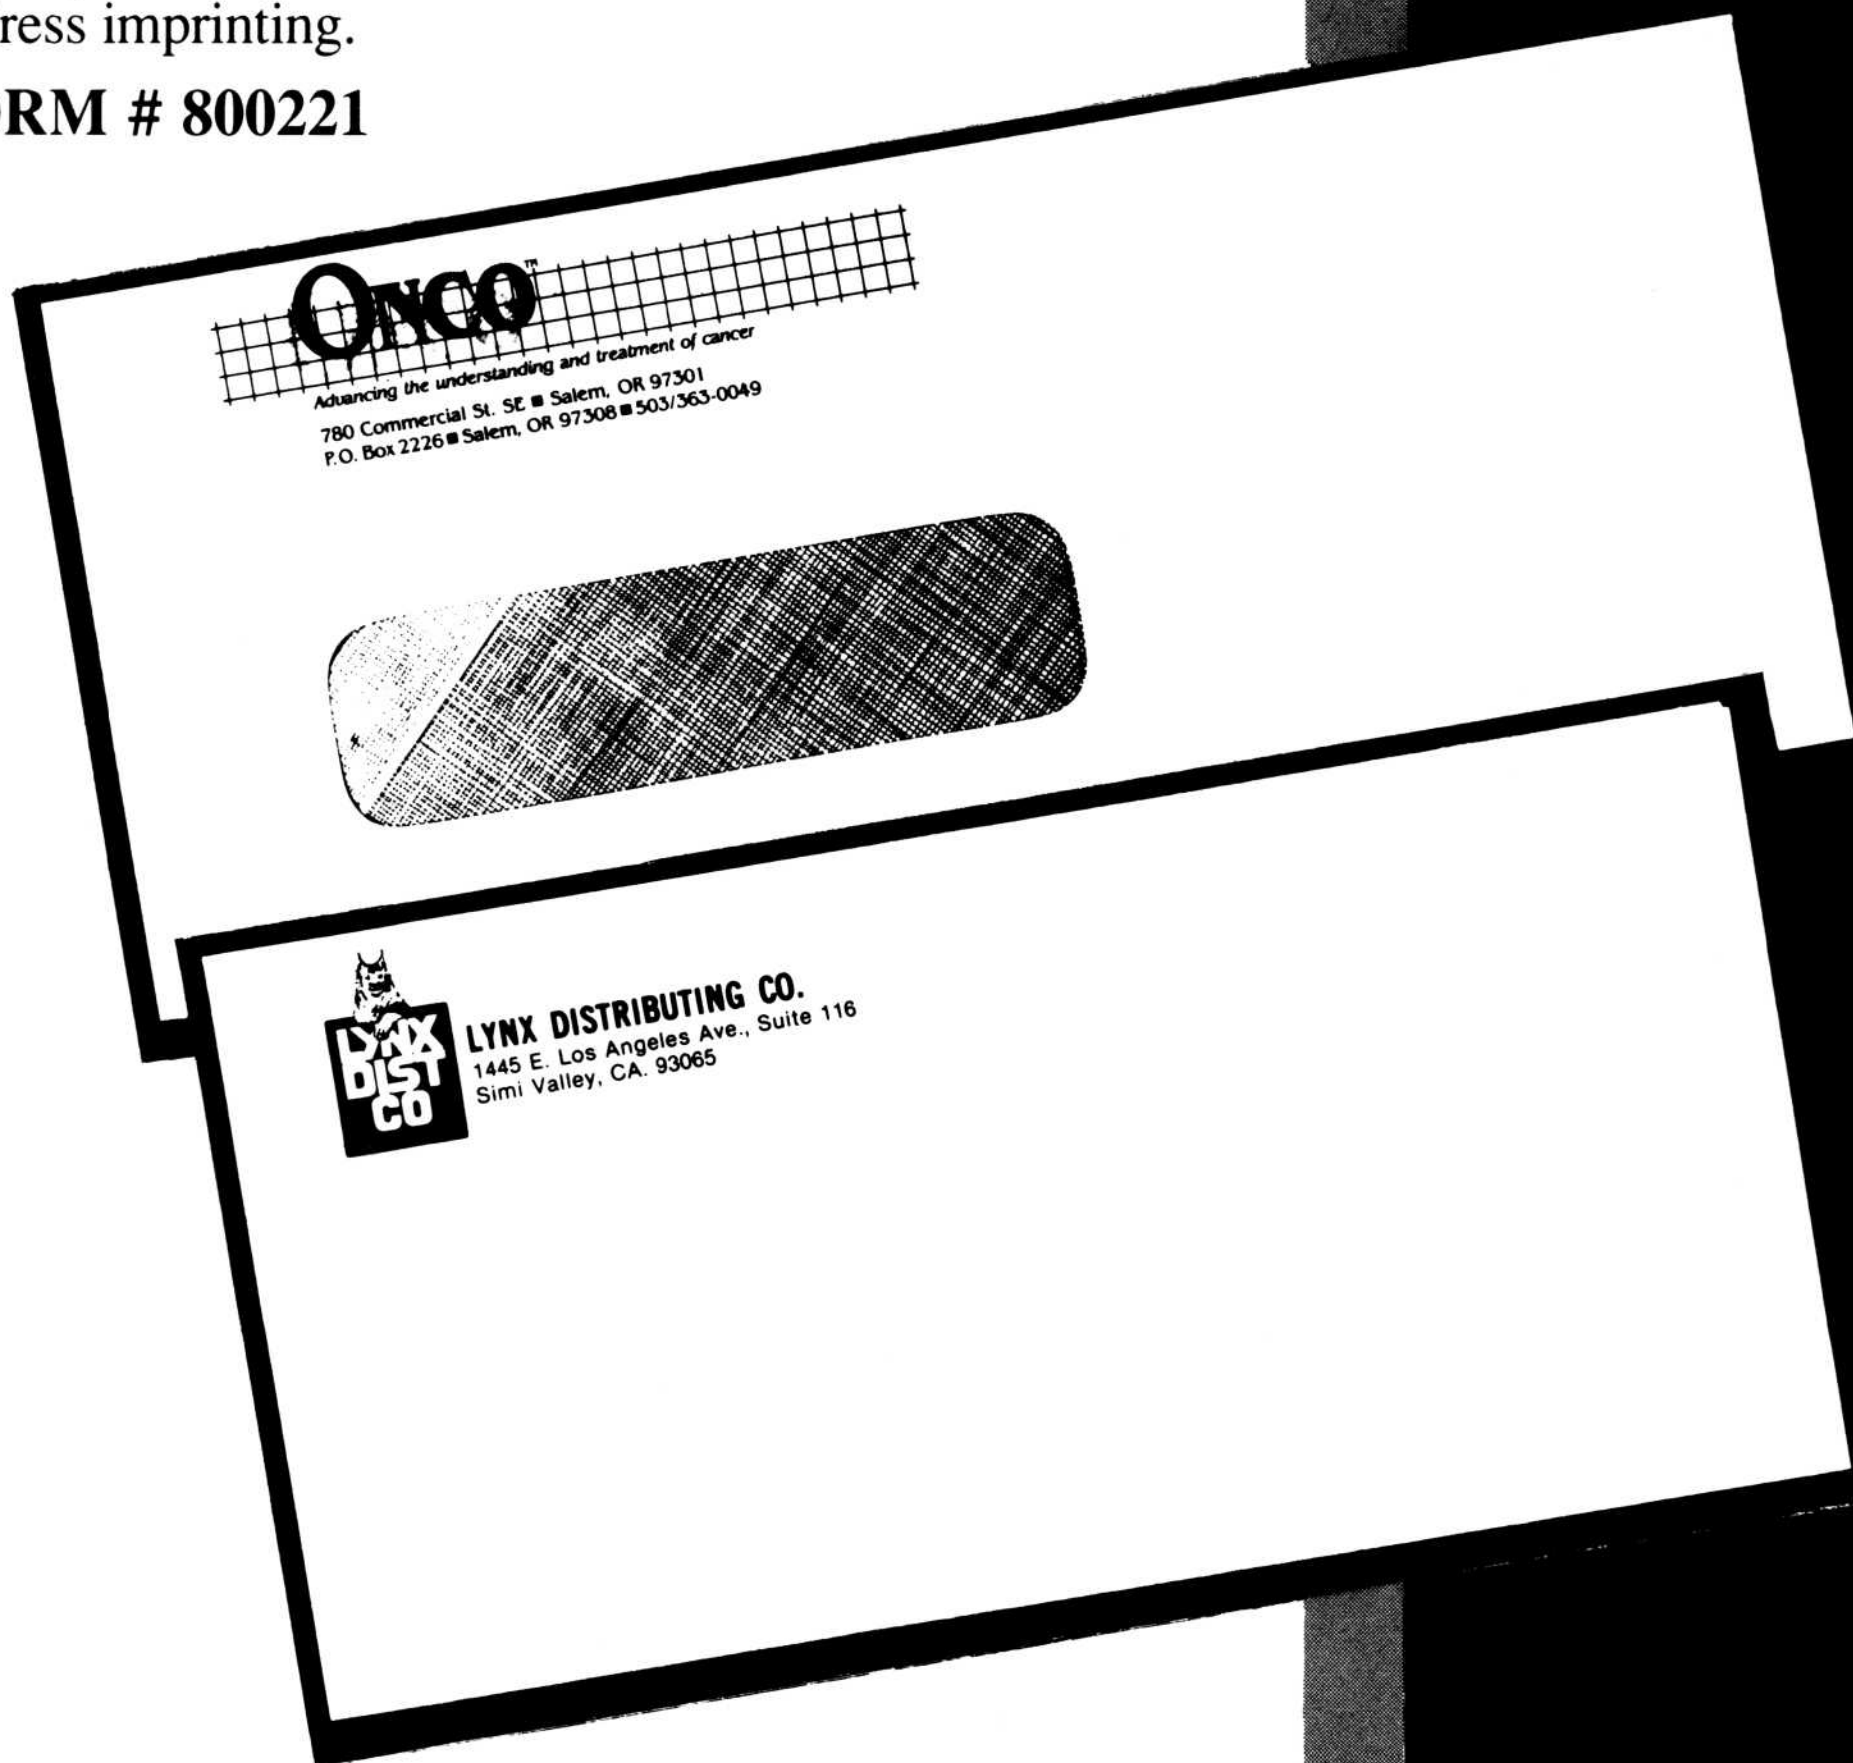 ress imprinting.
RM # 800221
ONCO™
Advancing the understanding and treatment of cancer
780 Commercial St. SE ■ Salem, OR 97301
P.O. Box 2226 ■ Salem, OR 97308 ■ 503/363-0049
LYNX
DIST
CO
LYNX DISTRIBUTING CO.
1445 E. Los Angeles Ave., Suite 116
Simi Valley, CA. 93065